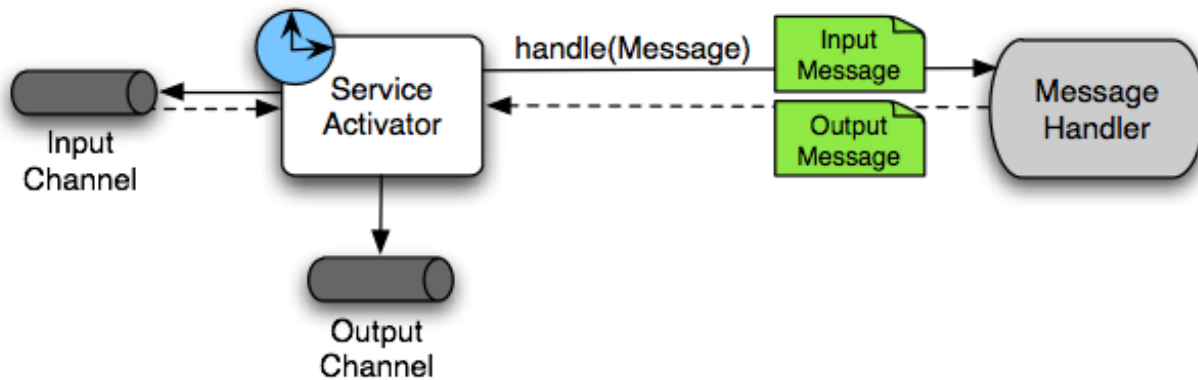 handle(Message)
Input
Message
Service
Activator
Message
Handler
Output
Message
Input
Channel
Output
Channel